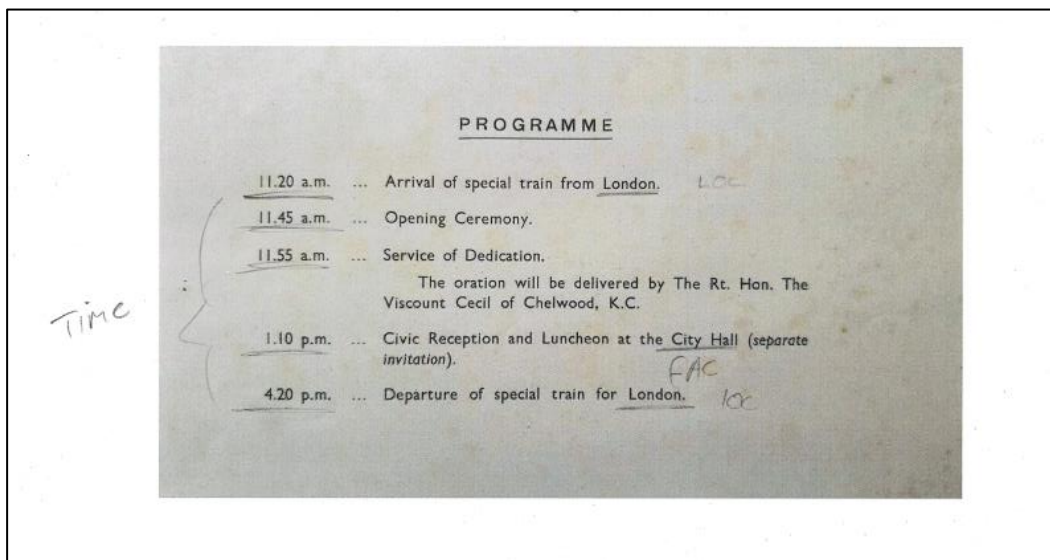 PROGRAMME
11.20 a.m. ... Arrival of special train from London. LOC
11.45 a.m. ... Opening Ceremony.
11.55 a.m. ... Service of Dedication.
The oration will be delivered by The Rt. Hon. The
Viscount Cecil of Chelwood, K.C.
TIME
1.10 p.m. ... Civic Reception and Luncheon at the City Hall (separate
invitation).
FAC
4.20 p.m. ... Departure of special train for London. LOC